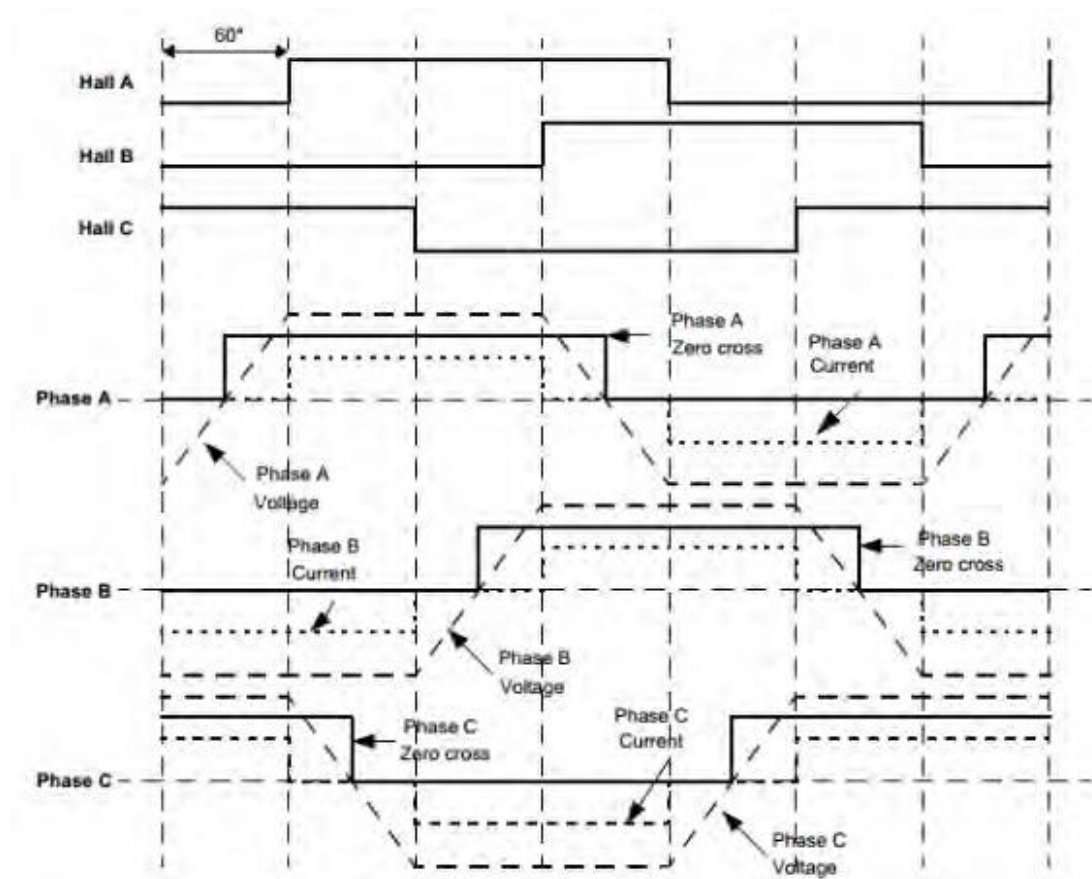 60°
Hall A
Hall B
Hall C
Phase A
Zero cross
Phase A
Current
Phase A
Phase A
Voltage
Phase B
Current
Phase B
Zero cross
Phase B
Phase B
Voltage
Phase C
Zero cross
Phase C
Current
Phase C
Phase C
Voltage